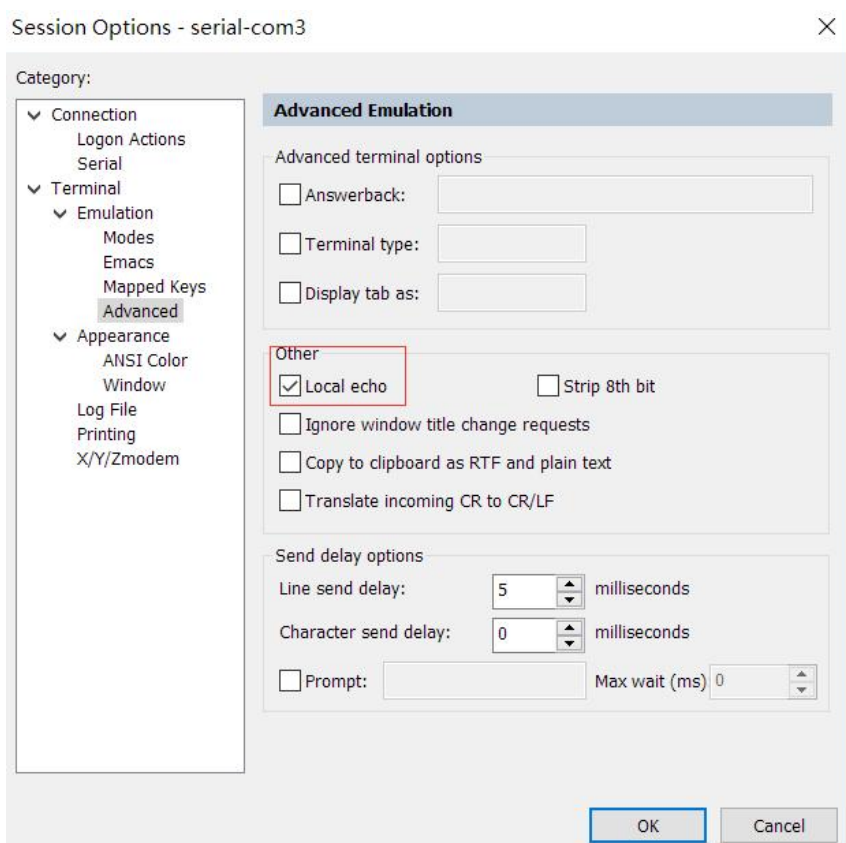 Session Options - serial-com3
Category:
Connection
Logon Actions
Serial
Terminal
Emulation
Modes
Emacs
Mapped Keys
Advanced
Appearance
ANSI Color
Window
Log File
Printing
X/Y/Zmodem
Advanced Emulation
Advanced terminal options
Answerback:
Terminal type:
Display tab as:
Other
Local echo
Strip 8th bit
Ignore window title change requests
Copy to clipboard as RTF and plain text
Translate incoming CR to CR/LF
Send delay options
Line send delay: 5 milliseconds
Character send delay: 0 milliseconds
Prompt: Max wait (ms) 0
OK Cancel